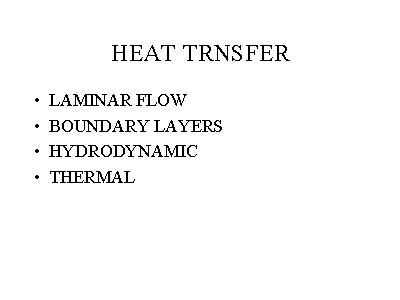 HEAT TRNSFER
• LAMINAR FLOW
• BOUNDARY LAYERS
• HYDRODYNAMIC
• THERMAL